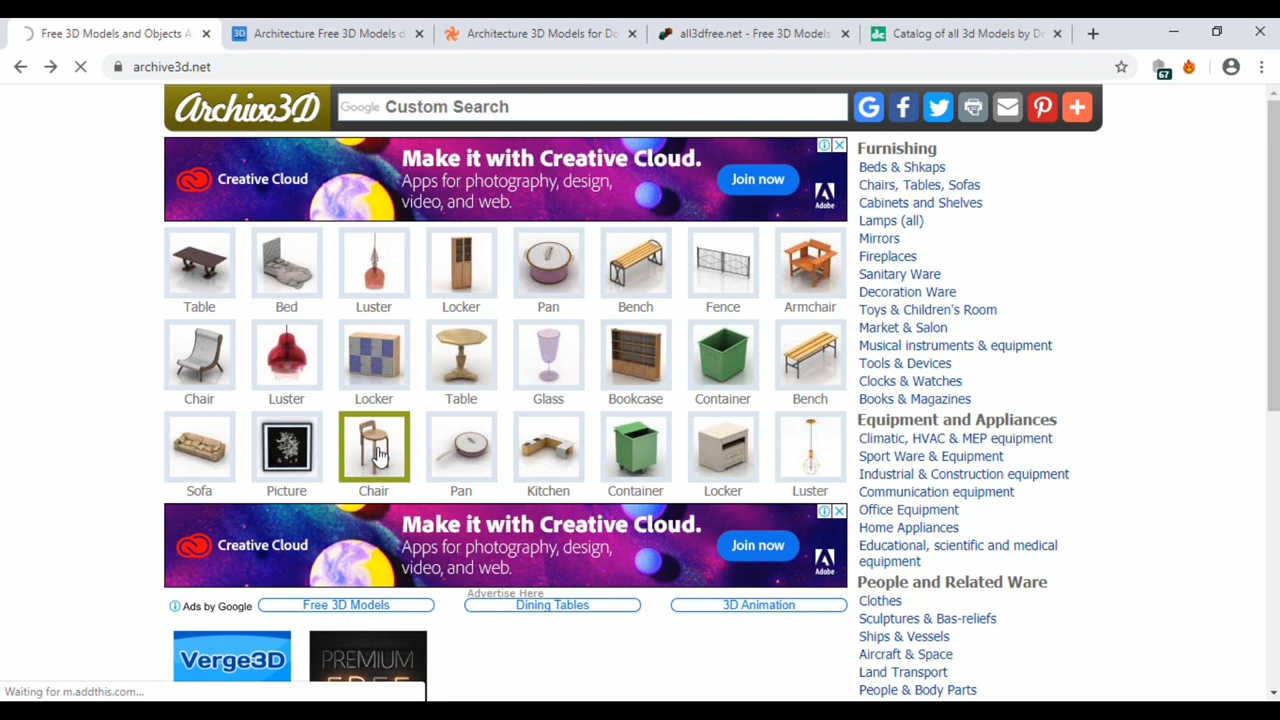 Free 3D Models and Objects A
Architecture Free 3D Models d
Architecture 3D Models for Do
all3dfree.net - Free 3D Models
Catalog of all 3d Models by De
archive3d.net
67
Archive3D
Google Custom Search
Make it with Creative Cloud.
Creative Cloud
Apps for photography, design,
video, and web.
Join now
Adobe
Table
Bed
Luster
Locker
Pan
Bench
Fence
Armchair
Chair
Luster
Locker
Table
Glass
Bookcase
Container
Bench
Sofa
Picture
Chair
Pan
Kitchen
Container
Locker
Luster
Make it with Creative Cloud.
Creative Cloud
Apps for photography, design,
video, and web.
Join now
Adobe
Advertise Here
Ads by Google
Free 3D Models
Dining Tables
3D Animation
Verge3D
PREMIUM
Waiting for m.addthis.com...
Furnishing
Beds & Shkaps
Chairs, Tables, Sofas
Cabinets and Shelves
Lamps (all)
Mirrors
Fireplaces
Sanitary Ware
Decoration Ware
Toys & Children's Room
Market & Salon
Musical instruments & equipment
Tools & Devices
Clocks & Watches
Books & Magazines
Equipment and Appliances
Climatic, HVAC & MEP equipment
Sport Ware & Equipment
Industrial & Construction equipment
Communication equipment
Office Equipment
Home Appliances
Educational, scientific and medical
equipment
People and Related Ware
Clothes
Sculptures & Bas-reliefs
Ships & Vessels
Aircraft & Space
Land Transport
People & Body Parts